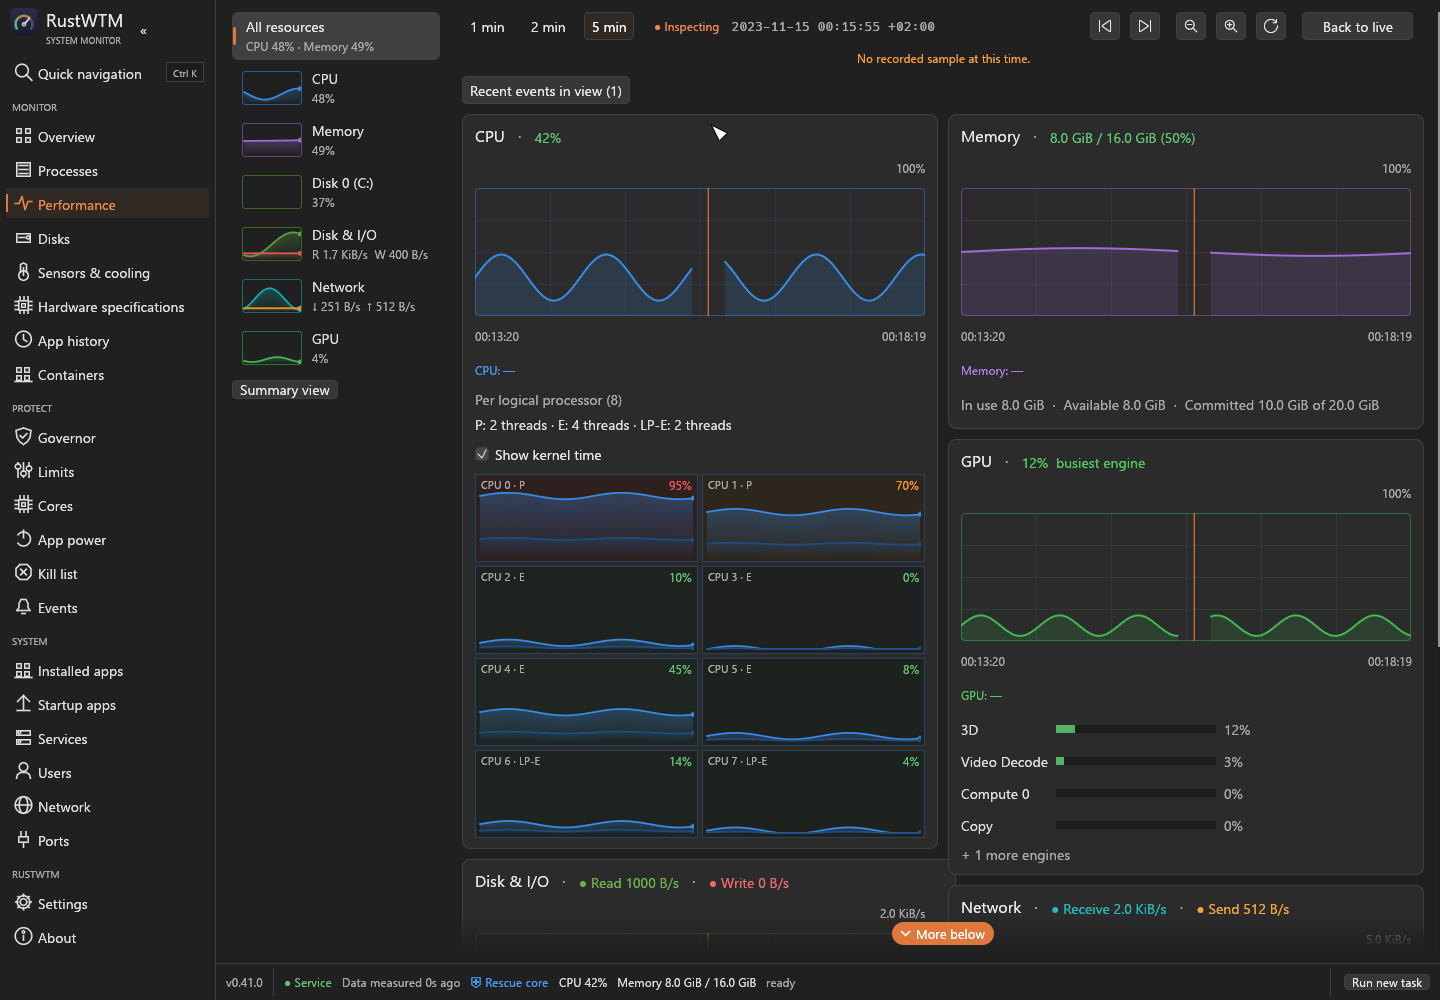 RustWTM
SYSTEM MONITOR
«
Quick navigation
Ctrl K
MONITOR
Overview
Processes
Performance
Disks
Sensors & cooling
Hardware specifications
App history
Containers
PROTECT
Governor
Limits
Cores
App power
Kill list
Events
SYSTEM
Installed apps
Startup apps
Services
Users
Network
Ports
RUSTWTM
Settings
About
All resources
CPU 48% · Memory 49%
CPU
48%
Memory
49%
Disk 0 (C:)
37%
Disk & I/O
R 1.7 KiB/s W 400 B/s
Network
↓ 251 B/s ↑ 512 B/s
GPU
4%
Summary view
1 min
2 min
5 min
● Inspecting
2023-11-15 00:15:55 +02:00
Back to live
No recorded sample at this time.
Recent events in view (1)
CPU · 42%
100%
00:13:20
00:18:19
CPU: —
Per logical processor (8)
P: 2 threads · E: 4 threads · LP-E: 2 threads
Show kernel time
CPU 0 · P
95%
CPU 1 · P
70%
CPU 2 · E
10%
CPU 3 · E
0%
CPU 4 · E
45%
CPU 5 · E
8%
CPU 6 · LP-E
14%
CPU 7 · LP-E
4%
Disk & I/O · ● Read 1000 B/s · ● Write 0 B/s
2.0 KiB/s
Memory · 8.0 GiB / 16.0 GiB (50%)
100%
00:13:20
00:18:19
Memory: —
In use 8.0 GiB · Available 8.0 GiB · Committed 10.0 GiB of 20.0 GiB
GPU · 12% busiest engine
100%
00:13:20
00:18:19
GPU: —
3D
12%
Video Decode
3%
Compute 0
0%
Copy
0%
+ 1 more engines
Network · ● Receive 2.0 KiB/s · ● Send 512 B/s
5.0 KiB/s
More below
v0.41.0
● Service
Data measured 0s ago
Rescue core
CPU 42%
Memory 8.0 GiB / 16.0 GiB
ready
Run new task